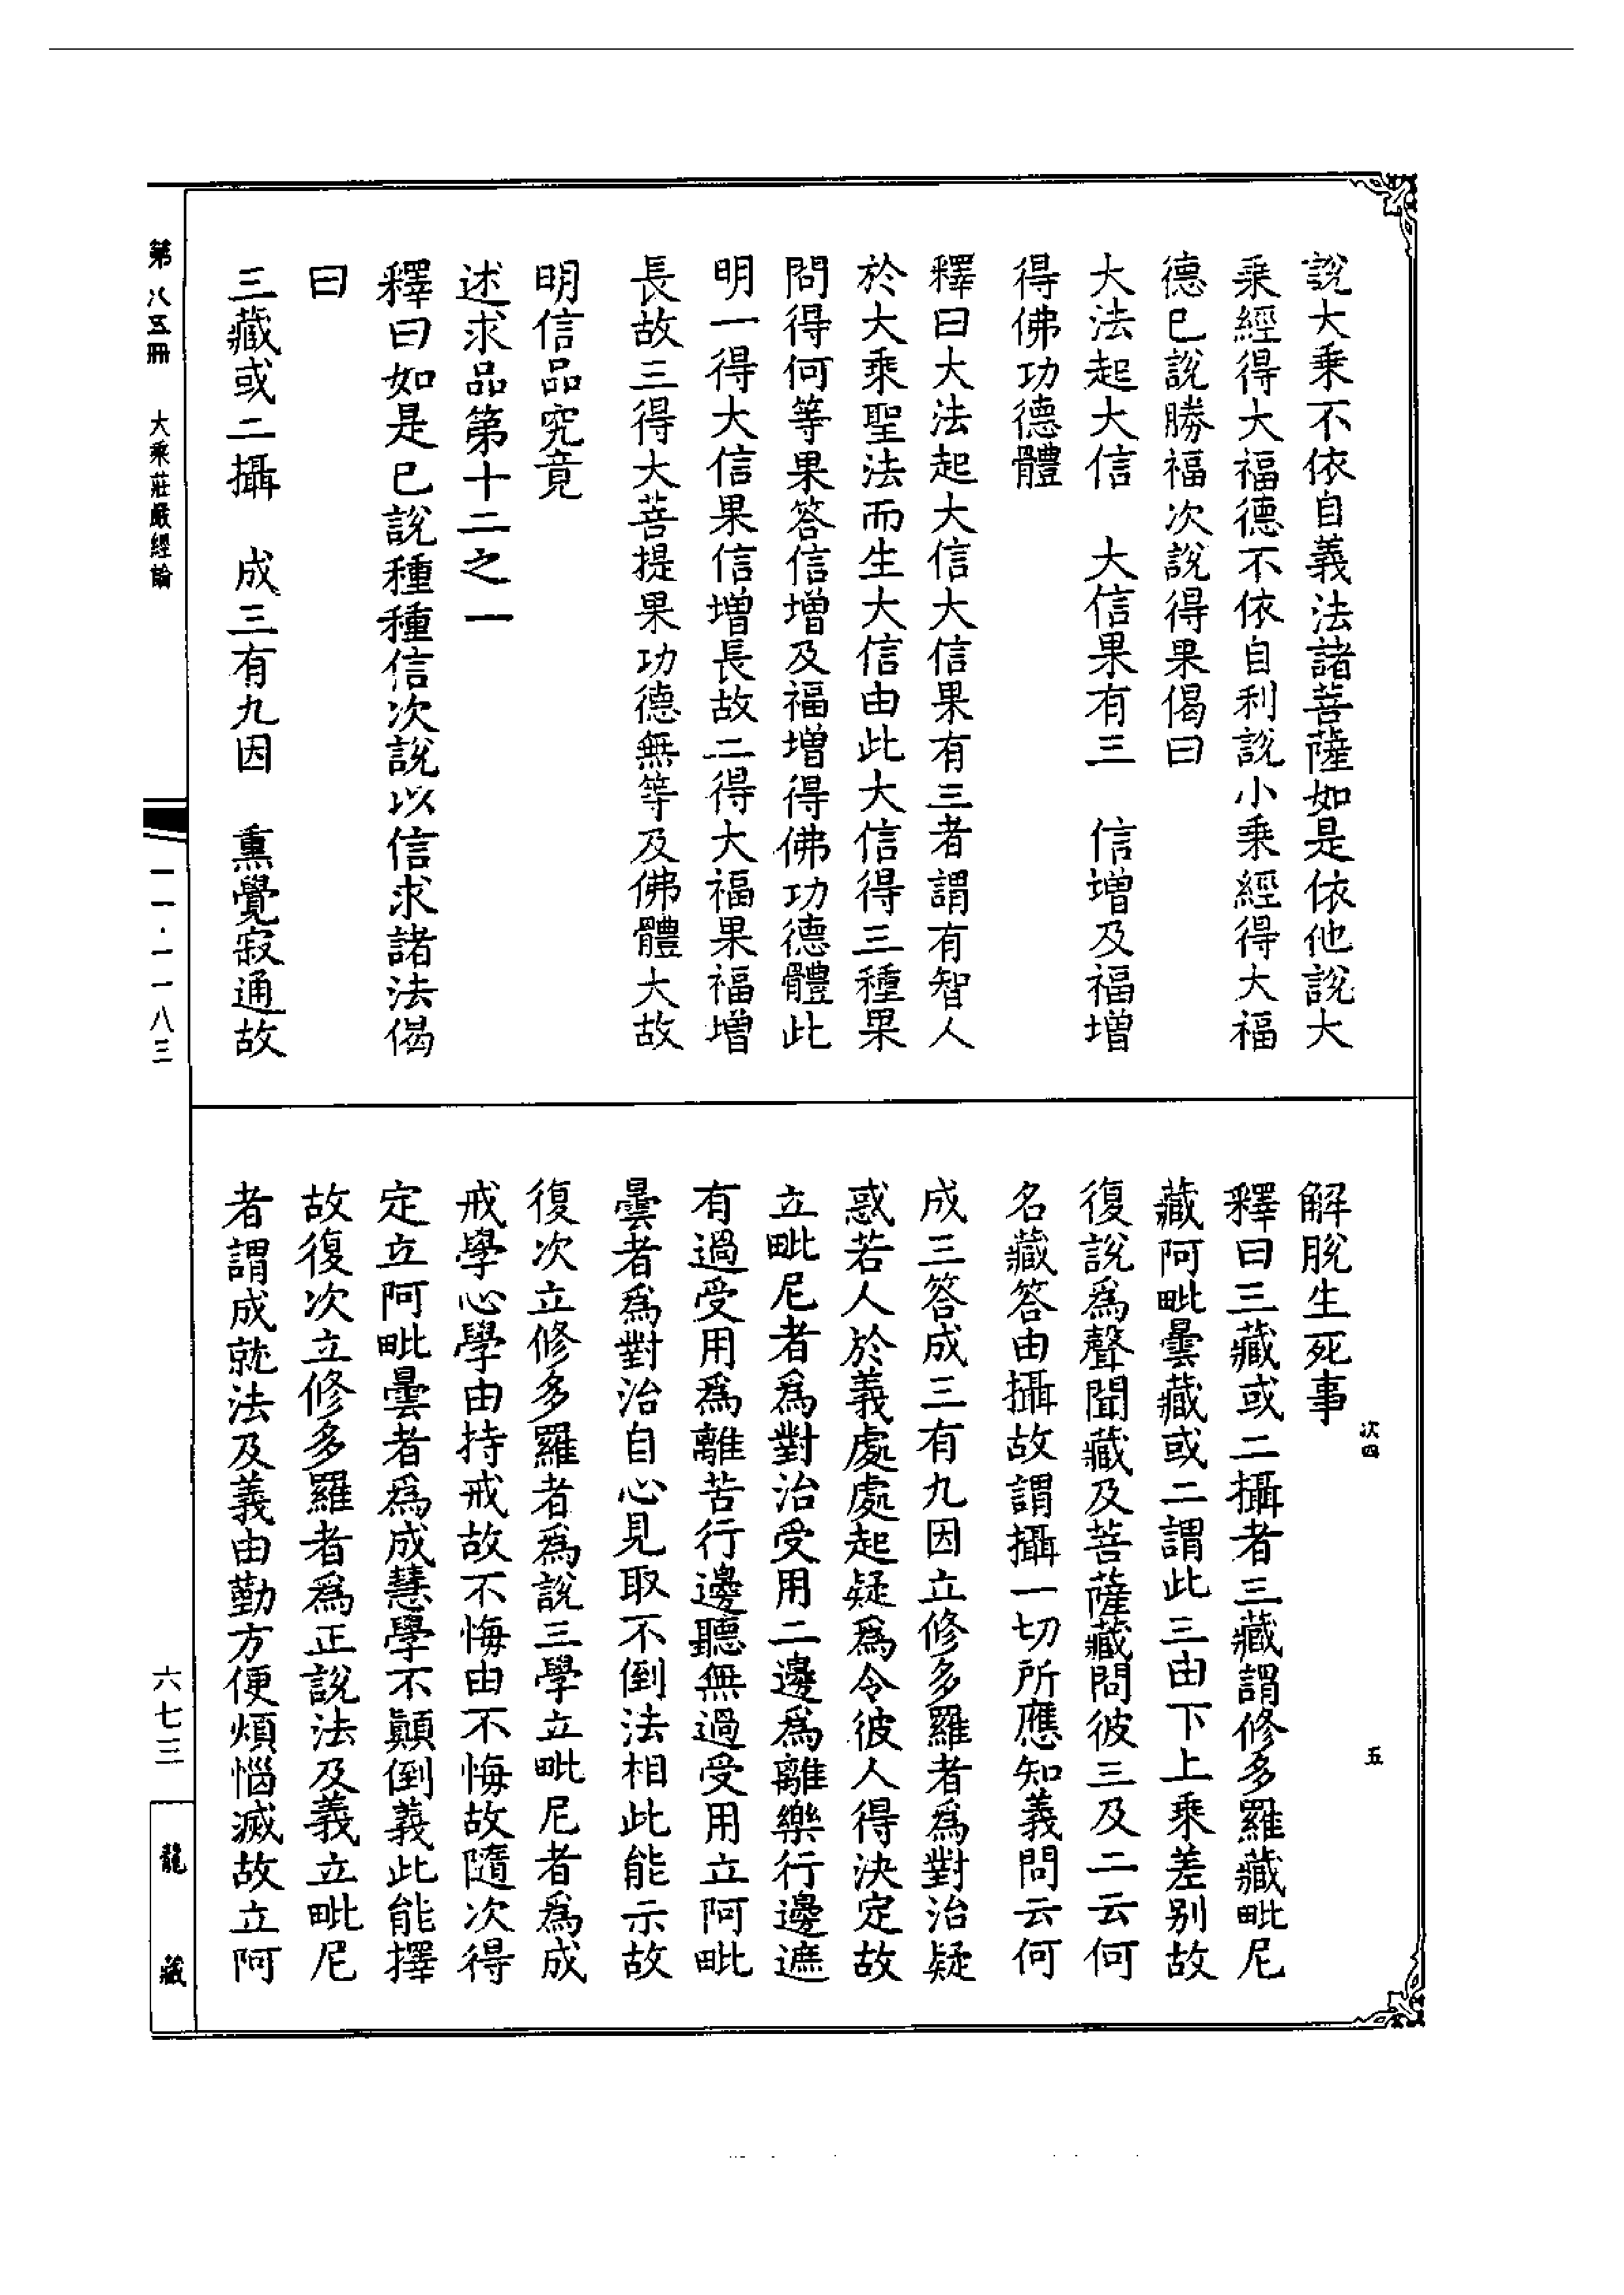 說大乘不依自義法諸菩薩如是依他說大
乘經得大福德不依自利說小乘經得大福
德已說勝福次說得果偈曰
大法起大信　大信果有三　信增及福增
得佛功德體
釋曰大法起大信大信果有三者謂有智人
於大乘聖法而生大信由此大信得三種果
問得何等果答信增及福增得佛功德體此
明一得大信果信增長故二得大福果福增
長故三得大菩提果功德無等及佛體大故
明信品究竟
述求品第十二之一
釋曰如是已說種種信次說以信求諸法偈
曰
三藏或二攝　成三有九因　熏覺寂通故
第八五冊　大乘莊嚴經論
一一·一一八三
次四　五
解脫生死事
釋曰三藏或二攝者三藏謂修多羅藏毗尼
藏阿毗曇藏或二謂此三由下上乘差別故
復說爲聲聞藏及菩薩藏問彼三及二云何
名藏答由攝故謂攝一切所應知義問云何
成三答成三有九因立修多羅者爲對治疑
惑若人於義處處起疑爲令彼人得決定故
立毗尼者爲對治受用二邊爲離樂行邊遮
有過受用爲離苦行邊聽無過受用立阿毗
曇者爲對治自心見取不倒法相此能示故
復次立修多羅者爲說三學立毗尼者爲成
戒學心學由持戒故不悔由不悔故隨次得
定立阿毗曇者爲成慧學不顛倒義此能擇
故復次立修多羅者爲正說法及義立毗尼
者謂成就法及義由勤方便煩惱滅故立阿
六七三
龍藏